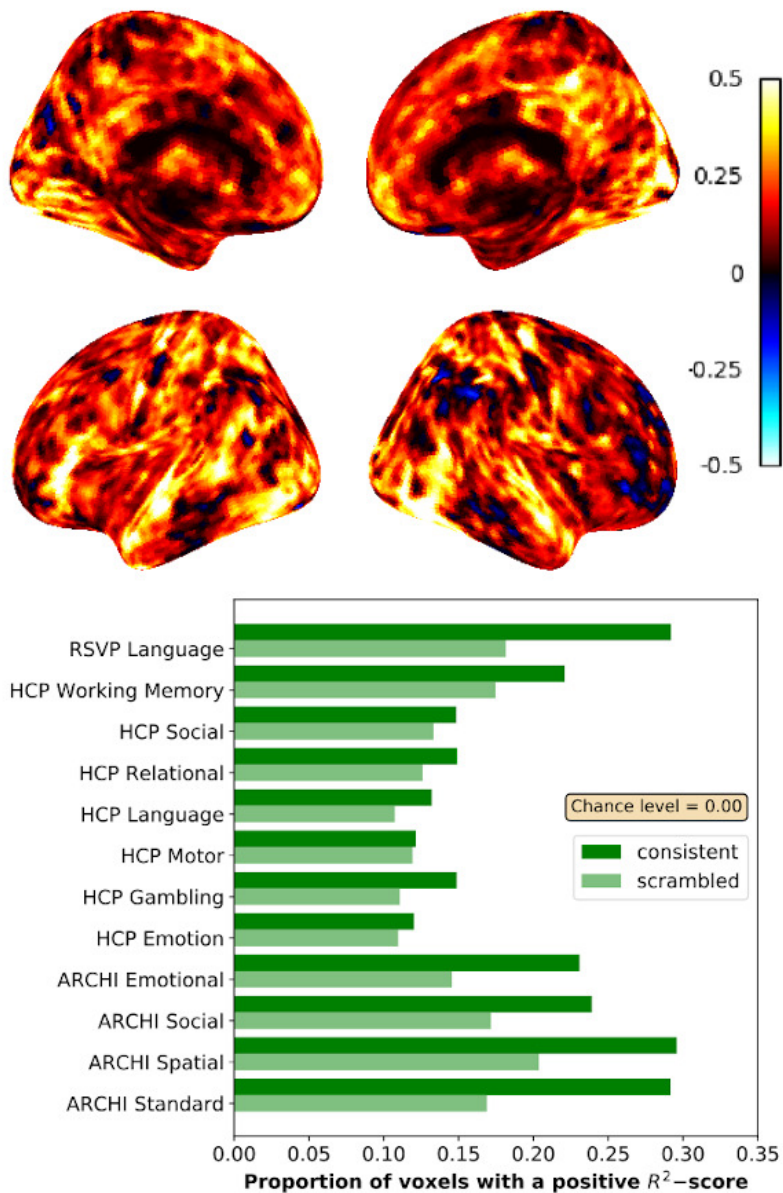 0.5
0.25
0
-0.25
-0.5
RSVP Language
HCP Working Memory
HCP Social
HCP Relational
HCP Language
HCP Motor
HCP Gambling
HCP Emotion
ARCHI Emotional
ARCHI Social
ARCHI Spatial
ARCHI Standard
Chance level = 0.00
consistent
scrambled
0.00 0.05 0.10 0.15 0.20 0.25 0.30 0.35
Proportion of voxels with a positive R²−score